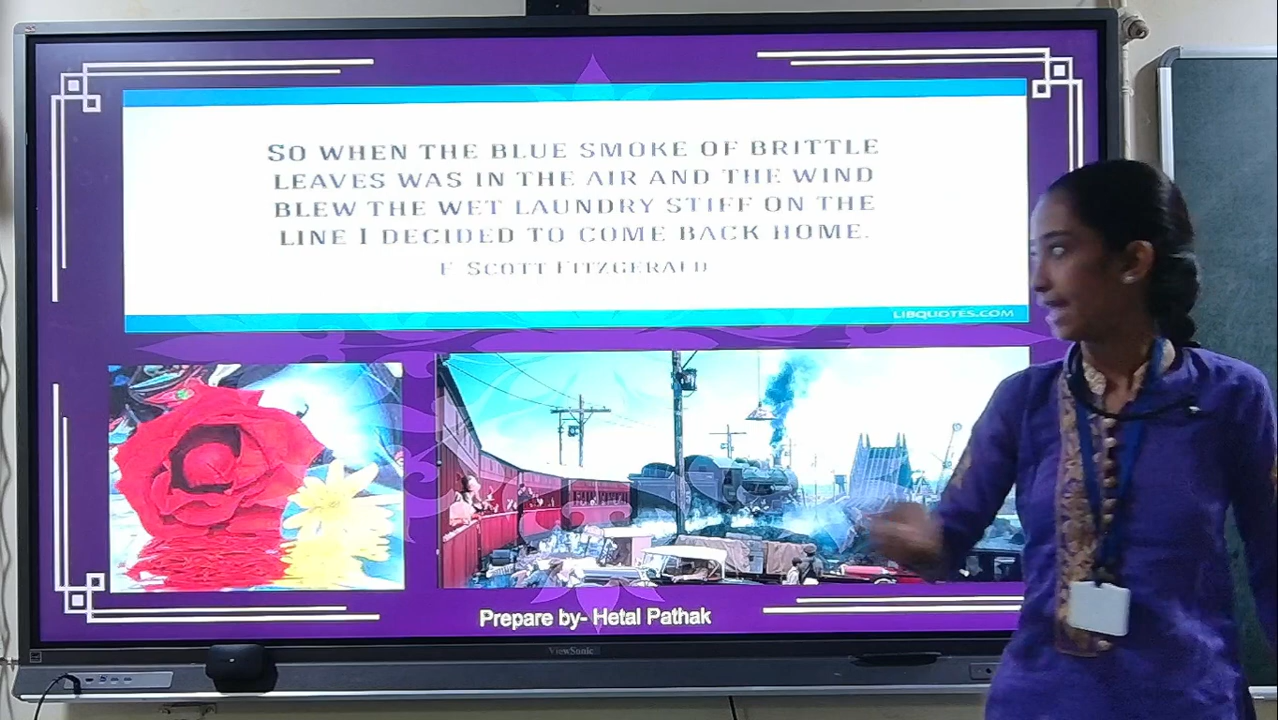 SO WHEN THE BLUE SMOKE OF BRITTLE
LEAVES WAS IN THE AIR AND THE WIND
BLEW THE WET LAUNDRY STIFF ON THE
LINE I DECIDED TO COME BACK HOME.
F. SCOTT FITZGERALD
LIBQUOTES.COM
Prepare by- Hetal Pathak
ViewSonic